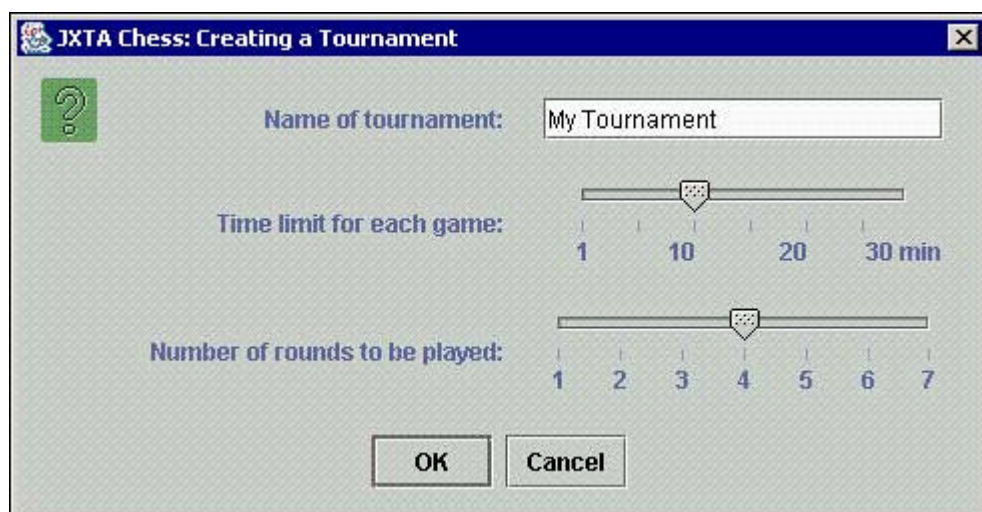 JXTA Chess: Creating a Tournament
Name of tournament: My Tournament
Time limit for each game:
1 10 20 30 min
Number of rounds to be played:
1 2 3 4 5 6 7
OK Cancel